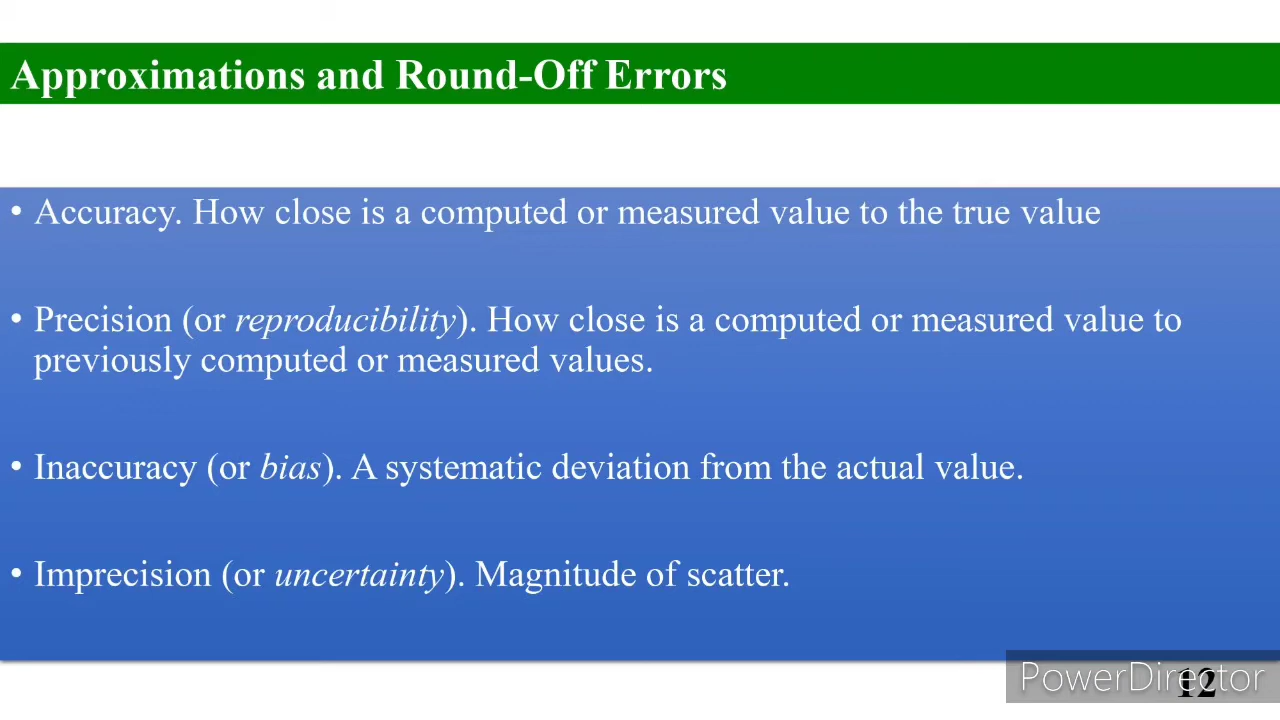 Approximations and Round-Off Errors
• Accuracy. How close is a computed or measured value to the true value
• Precision (or reproducibility). How close is a computed or measured value to
previously computed or measured values.
• Inaccuracy (or bias). A systematic deviation from the actual value.
• Imprecision (or uncertainty). Magnitude of scatter.
PowerDirector
12